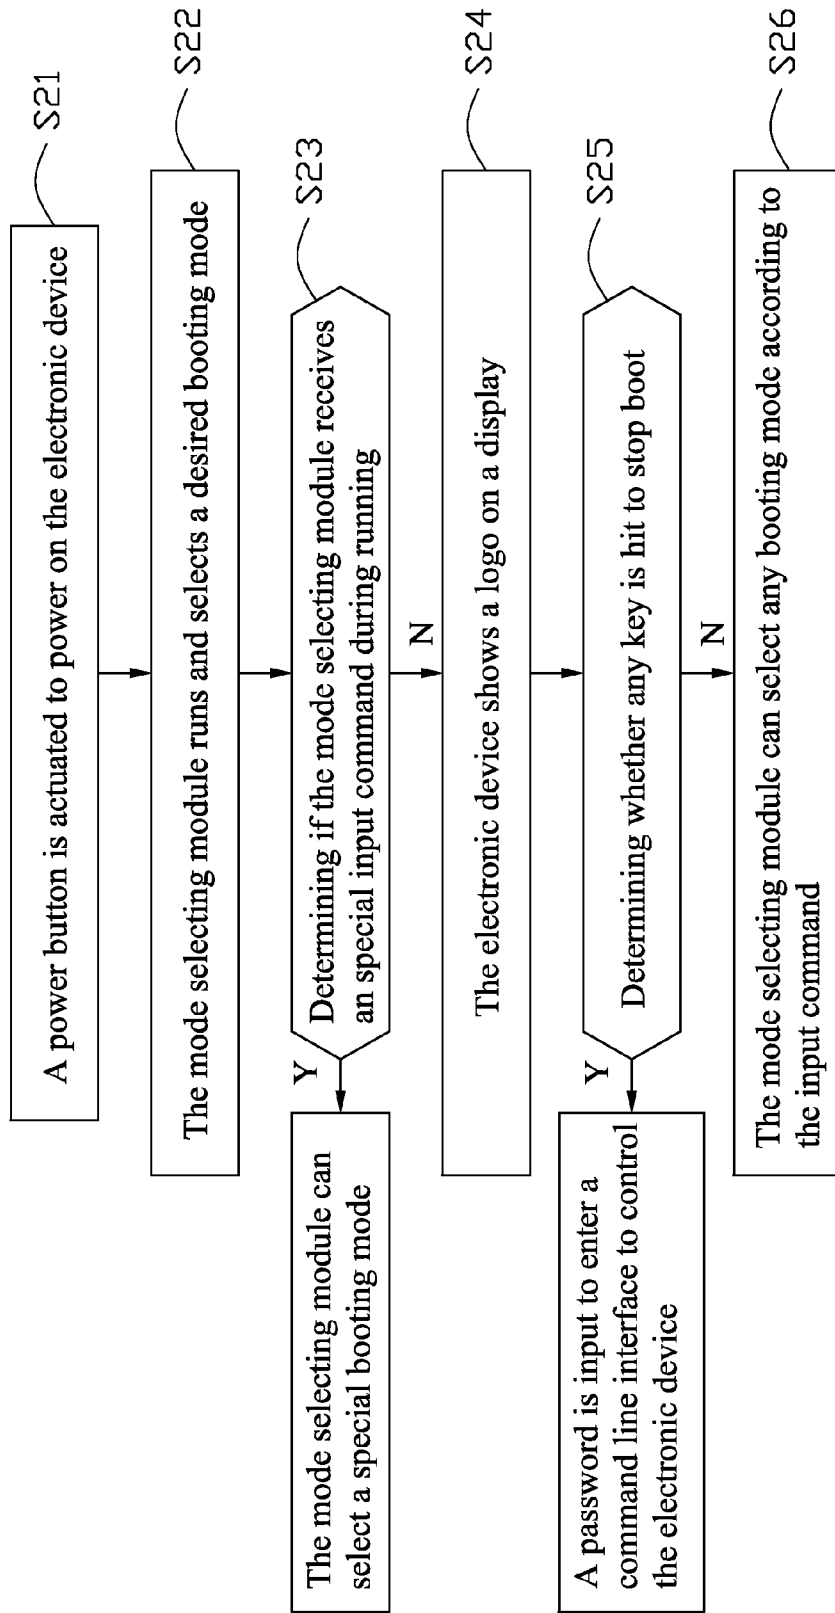 A power button is actuated to power on the electronic device
S21
The mode selecting module runs and selects a desired booting mode
S22
Determining if the mode selecting module receives
an special input command during running
S23
Y
The mode selecting module can
select a special booting mode
N
The electronic device shows a logo on a display
S24
Determining whether any key is hit to stop boot
S25
Y
A password is input to enter a
command line interface to control
the electronic device
N
The mode selecting module can select any booting mode according to
the input command
S26